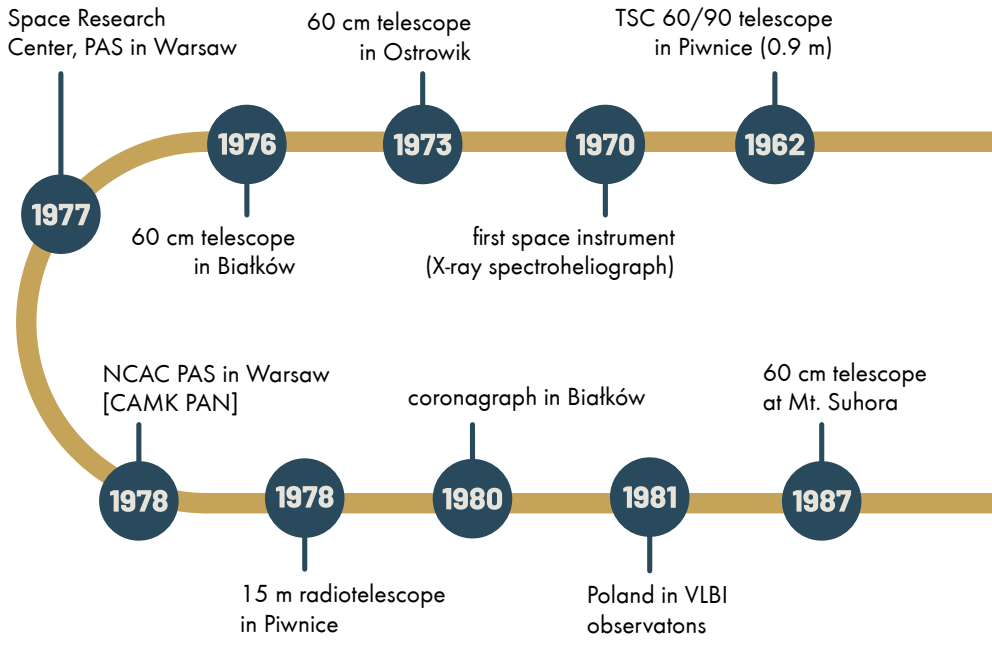 Space Research
Center, PAS in Warsaw
60 cm telescope
in Ostrowik
TSC 60/90 telescope
in Piwnice (0.9 m)
1976
1973
1970
1962
1977
60 cm telescope
in Białków
first space instrument
(X-ray spectroheliograph)
NCAC PAS in Warsaw
[CAMK PAN]
coronagraph in Białków
60 cm telescope
at Mt. Suhora
1978
1978
1980
1981
1987
15 m radiotelescope
in Piwnice
Poland in VLBI
observatons